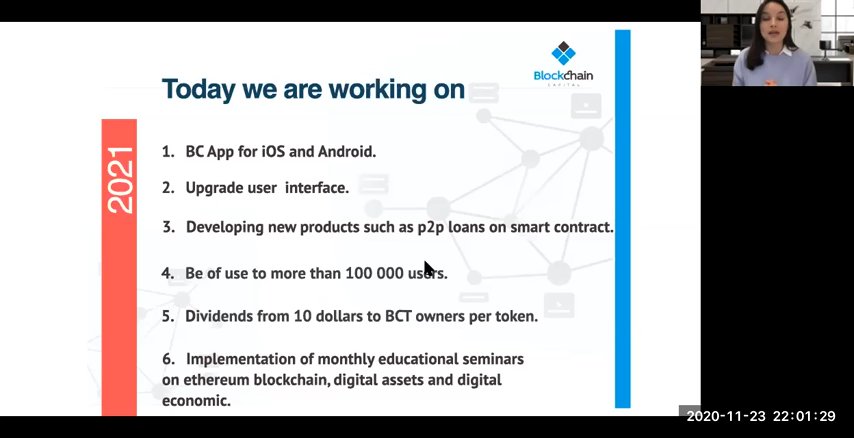 Blockchain
CAPITAL
Today we are working on
2021
1. BC App for iOS and Android.
2. Upgrade user interface.
3. Developing new products such as p2p loans on smart contract.
4. Be of use to more than 100 000 users.
5. Dividends from 10 dollars to BCT owners per token.
6. Implementation of monthly educational seminars
on ethereum blockchain, digital assets and digital
economic.
2020-11-23 22:01:29